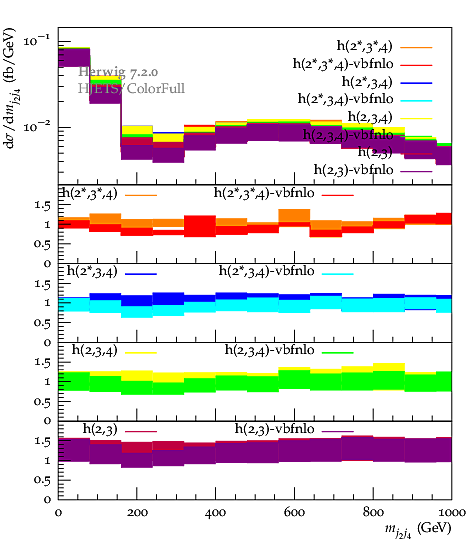 dσ/dm_{j_2 j_4} (fb/GeV)
10⁻¹
10⁻²
Herwig 7.2.0
HJETS/ColorFull
h(2*,3*,4)
h(2*,3*,4)-vbfnlo
h(2*,3,4)
h(2*,3,4)-vbfnlo
h(2,3,4)
h(2,3,4)-vbfnlo
h(2,3)
h(2,3)-vbfnlo
h(2*,3*,4) h(2*,3*,4)-vbfnlo
1.5
1
0.5
0
h(2*,3,4) h(2*,3,4)-vbfnlo
1.5
1
0.5
0
h(2,3,4) h(2,3,4)-vbfnlo
1.5
1
0.5
0
h(2,3) h(2,3)-vbfnlo
1.5
1
0.5
0
0 200 400 600 800 1000
m_{j_2 j_4} (GeV)